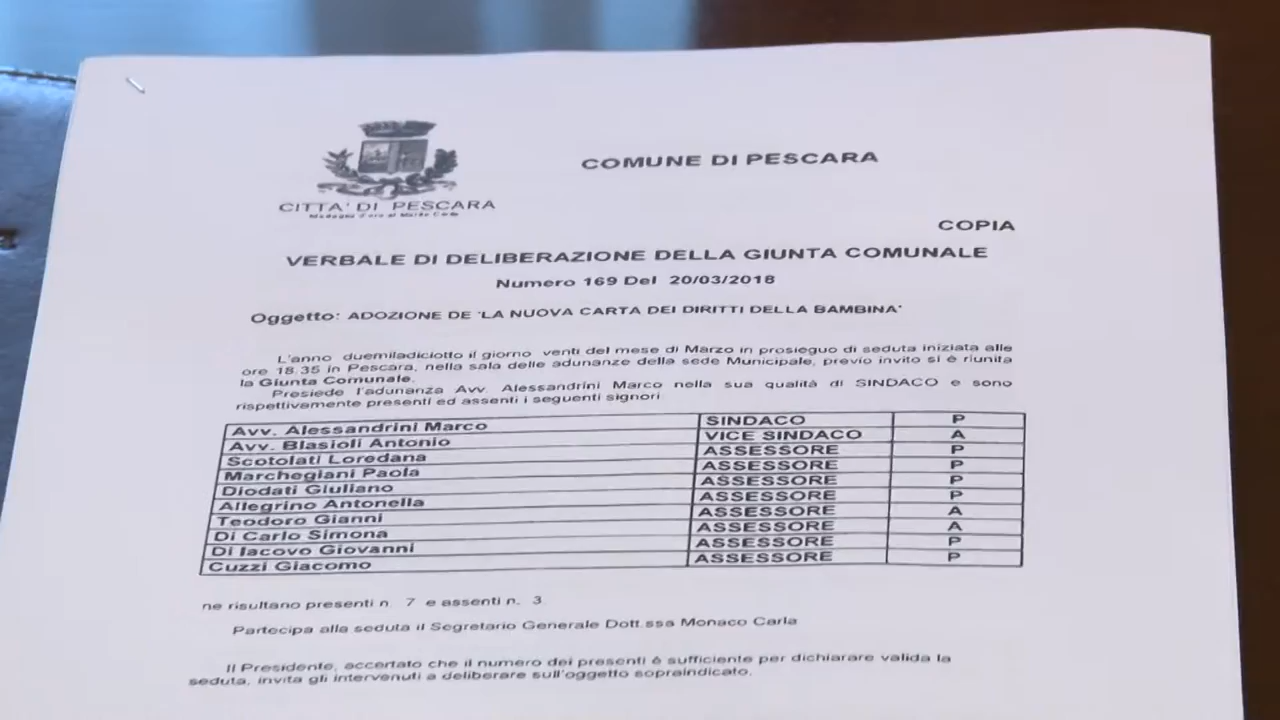 COMUNE DI PESCARA
CITTA' DI PESCARA
Medaglia d'oro al Merito Civile
COPIA
VERBALE DI DELIBERAZIONE DELLA GIUNTA COMUNALE
Numero 169 Del 20/03/2018
Oggetto: ADOZIONE DE 'LA NUOVA CARTA DEI DIRITTI DELLA BAMBINA'
L'anno duemiladiciotto il giorno venti del mese di Marzo in prosieguo di seduta iniziata alle
ore 18.35 in Pescara, nella sala delle adunanze della sede Municipale, previo invito si è riunita
la Giunta Comunale.
Presiede l'adunanza Avv. Alessandrini Marco nella sua qualità di SINDACO e sono
rispettivamente presenti ed assenti i seguenti signori
Avv. Alessandrini Marco SINDACO P
Avv. Blasioli Antonio VICE SINDACO A
Scotolati Loredana ASSESSORE P
Marchegiani Paola ASSESSORE P
Diodati Giuliano ASSESSORE P
Allegrino Antonella ASSESSORE P
Teodoro Gianni ASSESSORE A
Di Carlo Simona ASSESSORE A
Di Iacovo Giovanni ASSESSORE P
Cuzzi Giacomo ASSESSORE P
ne risultano presenti n. 7 e assenti n. 3
Partecipa alla seduta il Segretario Generale Dott.ssa Monaco Carla
Il Presidente, accertato che il numero dei presenti è sufficiente per dichiarare valida la
seduta, invita gli intervenuti a deliberare sull'oggetto sopraindicato.